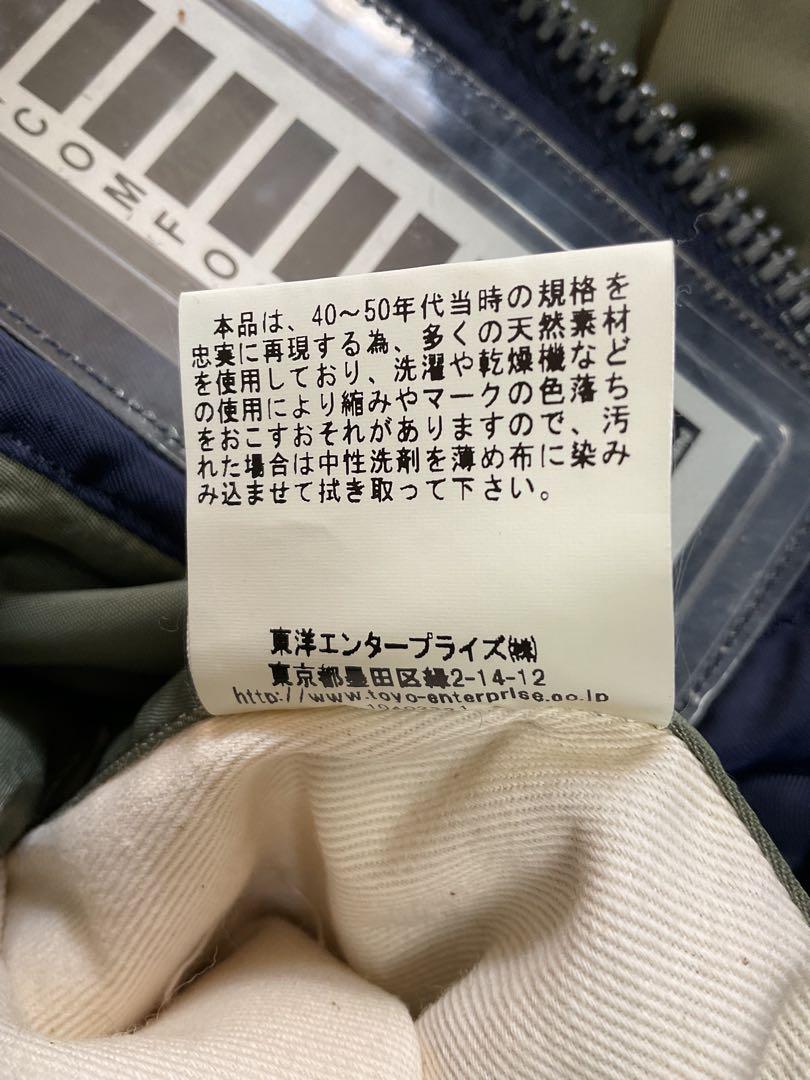 COMFO
本品は、40～50年代当時の規格を
忠実に再現する為、多くの天然素材
を使用しており、洗濯や乾燥機など
の使用により縮みやマークの色落ち
をおこすおそれがありますので、汚
れた場合は中性洗剤を薄め布に染み
み込ませて拭き取って下さい。
東洋エンタープライズ㈱
東京都墨田区緑2-14-12
http://www.toyo-enterprise.co.jp